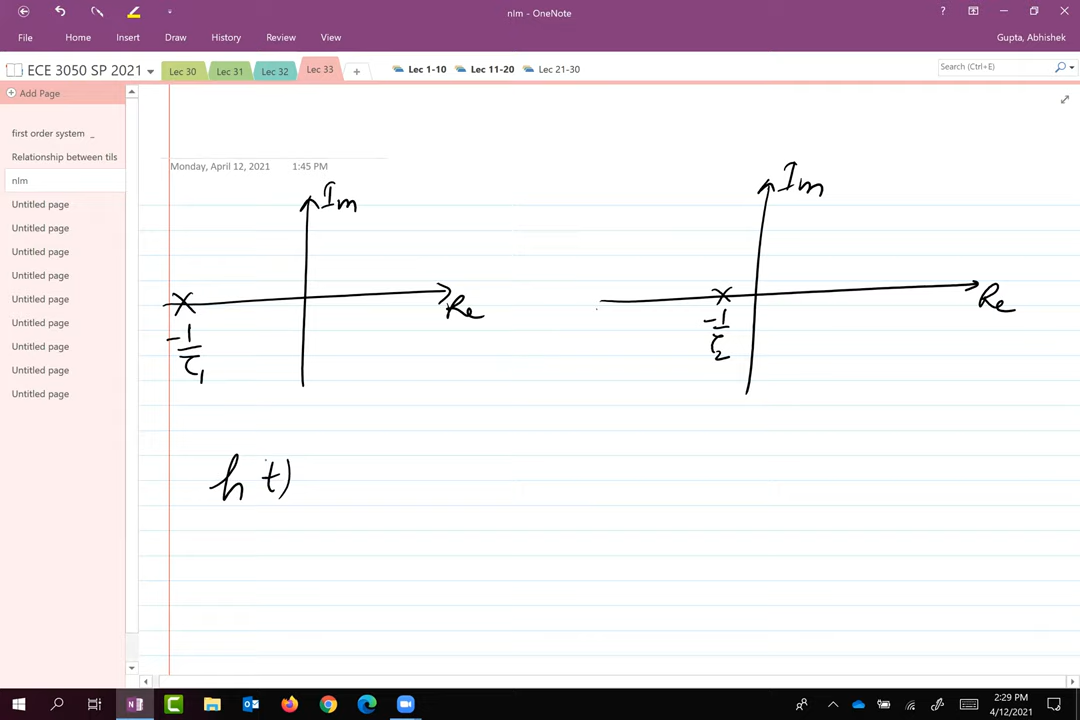 nlm - OneNote
File Home Insert Draw History Review View
Gupta, Abhishek
ECE 3050 SP 2021
Lec 30 Lec 31 Lec 32 Lec 33
Lec 1-10 Lec 11-20 Lec 21-30
Search (Ctrl+E)
Add Page
first order system _
Relationship between tils
nlm
Untitled page
Untitled page
Untitled page
Untitled page
Untitled page
Untitled page
Untitled page
Untitled page
Untitled page
Monday, April 12, 2021 1:45 PM
Im
Re
-1/τ1
Im
Re
-1/τ2
h t)
2:29 PM
4/12/2021